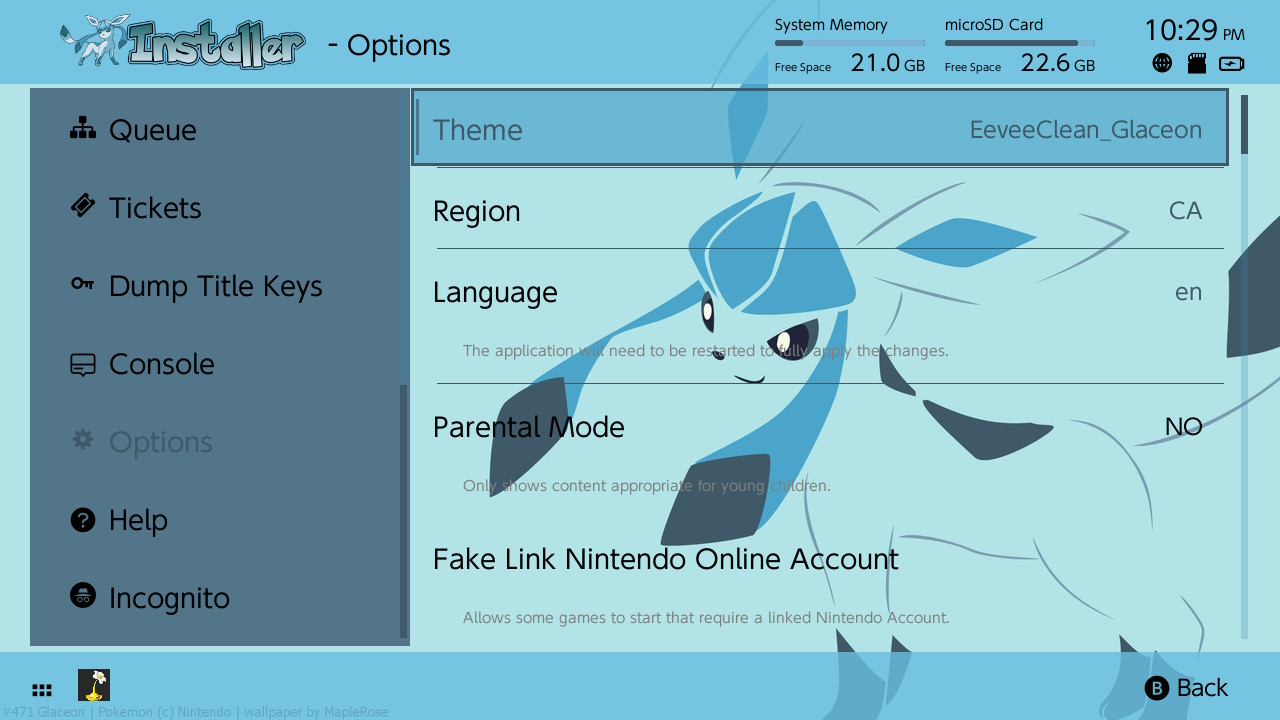 Installer - Options
System Memory
Free Space 21.0 GB
microSD Card
Free Space 22.6 GB
10:29 PM
Queue
Tickets
Dump Title Keys
Console
Options
Help
Incognito
Theme EeveeClean_Glaceon
Region CA
Language en
The application will need to be restarted to fully apply the changes.
Parental Mode NO
Only shows content appropriate for young children.
Fake Link Nintendo Online Account
Allows some games to start that require a linked Nintendo Account.
B Back
#471 Glaceon | Pokemon (c) Nintendo | wallpaper by MapleRose